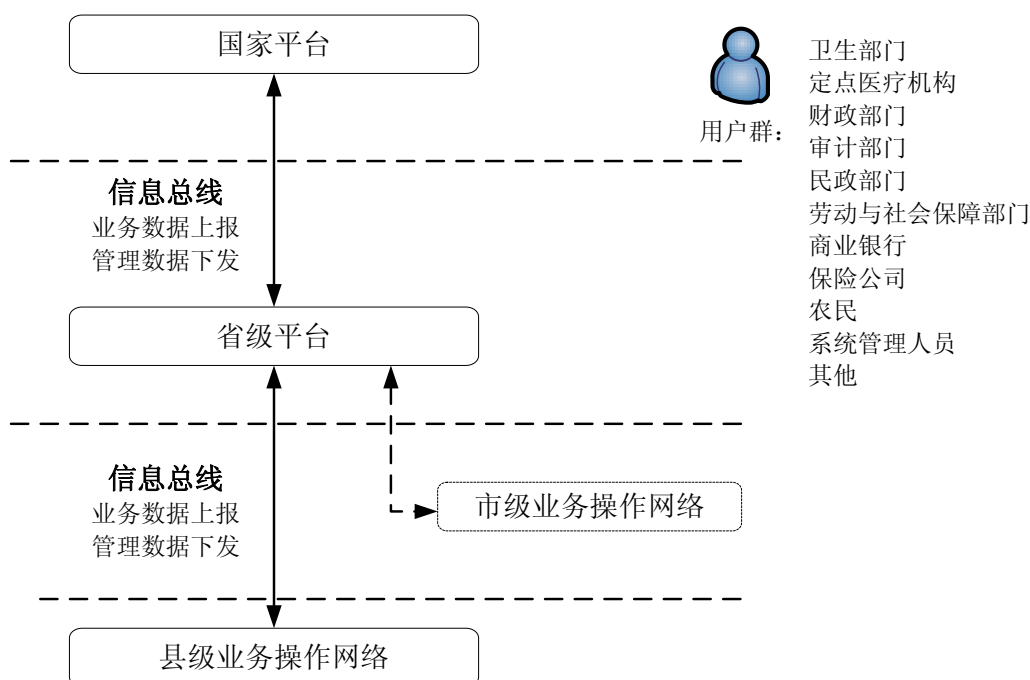 国家平台
信息总线
业务数据上报
管理数据下发
省级平台
信息总线
业务数据上报
管理数据下发
市级业务操作网络
县级业务操作网络
用户群：
卫生部门
定点医疗机构
财政部门
审计部门
民政部门
劳动与社会保障部门
商业银行
保险公司
农民
系统管理人员
其他